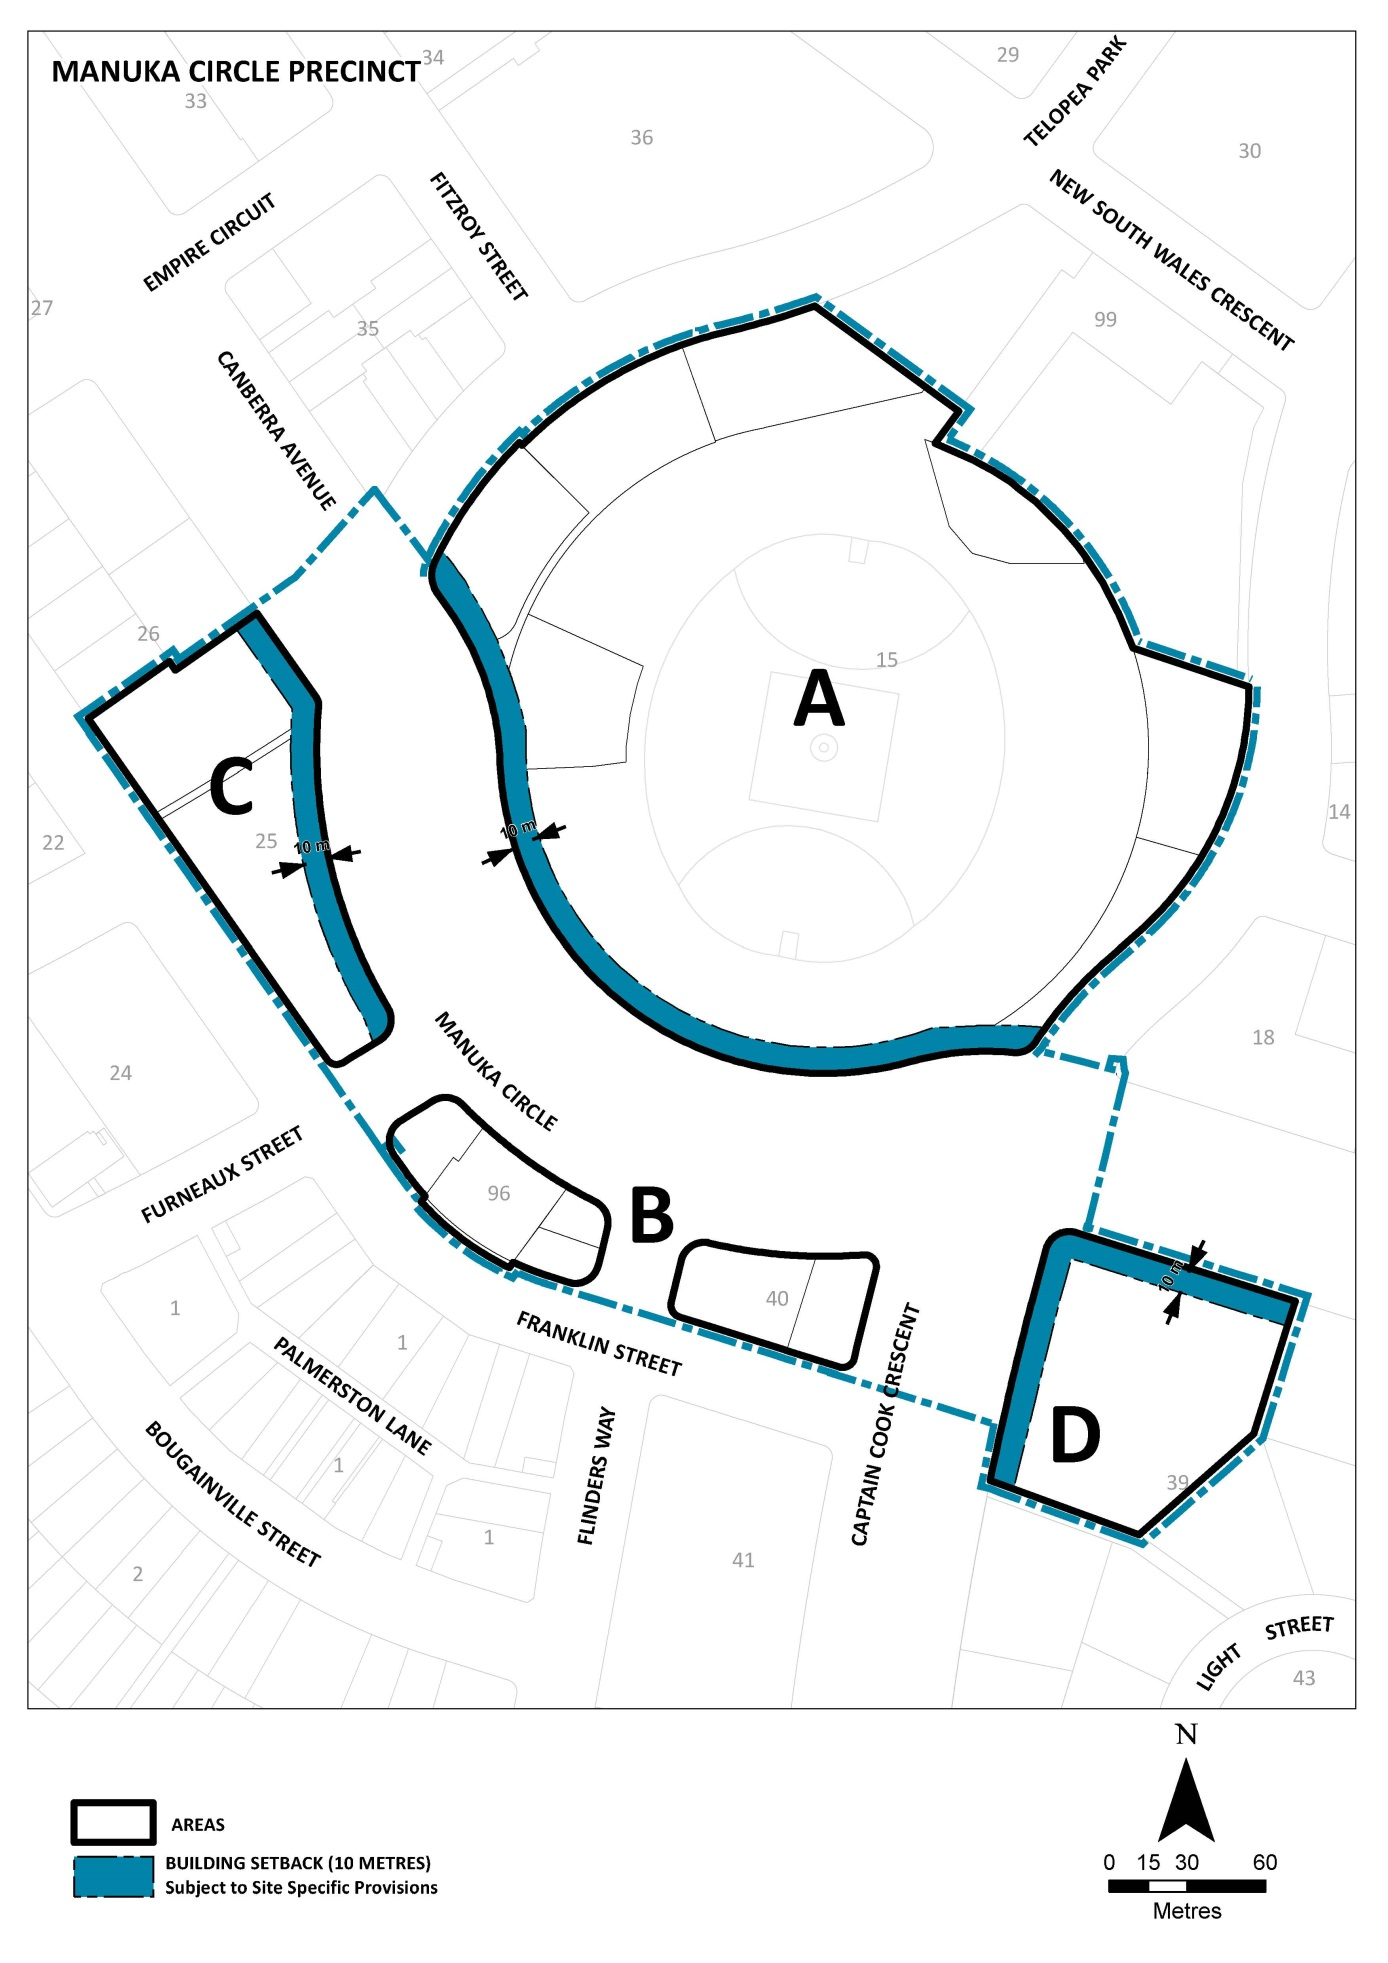 MANUKA CIRCLE PRECINCT
34
33
36
29
TELOPEA PARK
30
NEW SOUTH WALES CRESCENT
FITZROY STREET
EMPIRE CIRCUIT
27
35
99
CANBERRA AVENUE
26
15
A
C
25
22
10 m
10 m
14
MANUKA CIRCLE
18
24
FURNEAUX STREET
96
B
40
10 m
1
PALMERSTON LANE
1
FRANKLIN STREET
CAPTAIN COOK CRESCENT
D
39
BOUGAINVILLE STREET
1
FLINDERS WAY
1
41
2
LIGHT STREET
43
N
AREAS
BUILDING SETBACK (10 METRES)
Subject to Site Specific Provisions
0 15 30 60
Metres